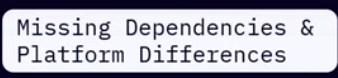 Missing Dependencies &
Platform Differences